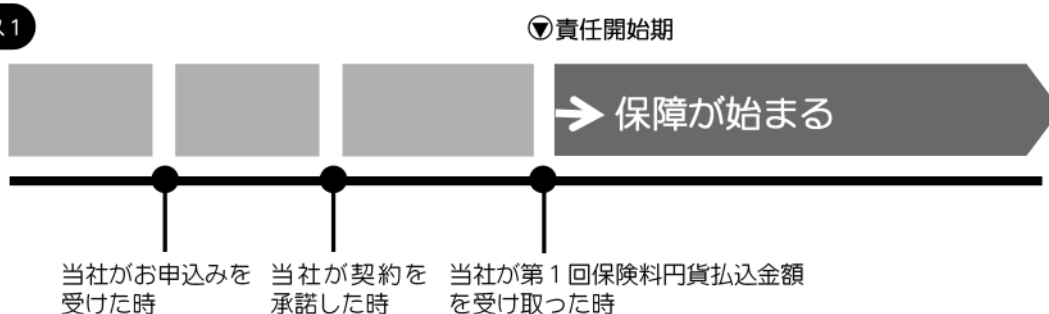 ス1
▼責任開始期
保障が始まる
当社がお申込みを
受けた時
当社が契約を
承諾した時
当社が第1回保険料円貨払込金額
を受け取った時